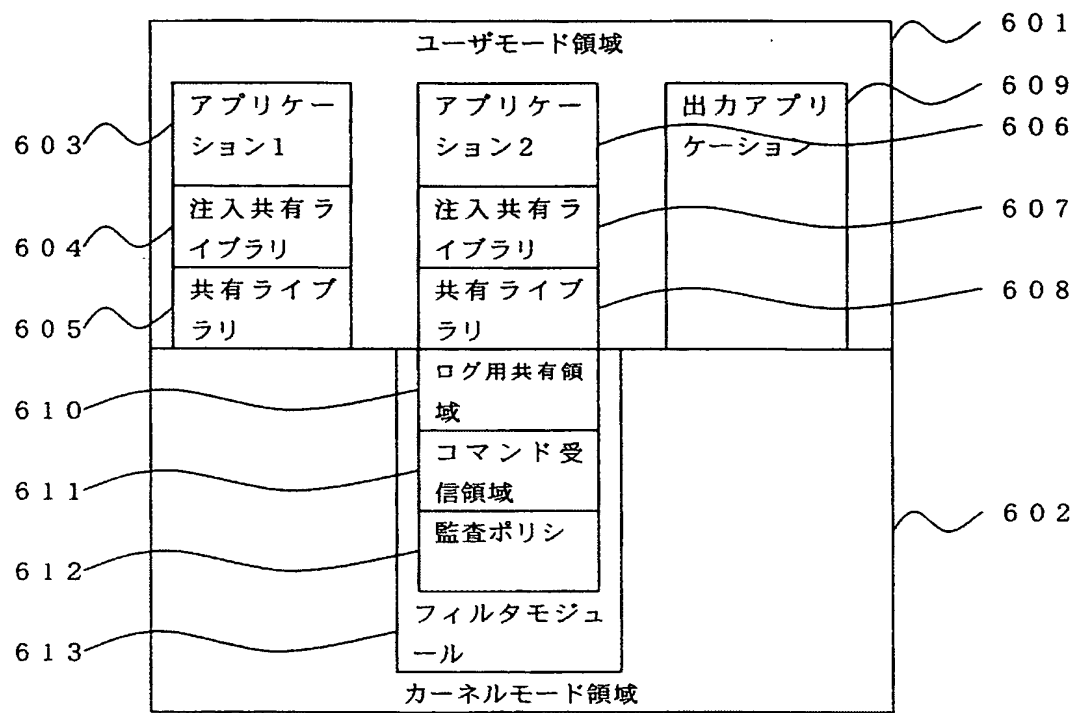 ユーザモード領域
601
アプリケー
ション1
603
注入共有ラ
イブラリ
604
共有ライブ
ラリ
605
アプリケー
ション2
606
注入共有ラ
イブラリ
607
共有ライブ
ラリ
608
出力アプリ
ケーション
609
ログ用共有領
域
610
コマンド受
信領域
611
監査ポリシ
612
フィルタモジュ
ール
613
カーネルモード領域
602